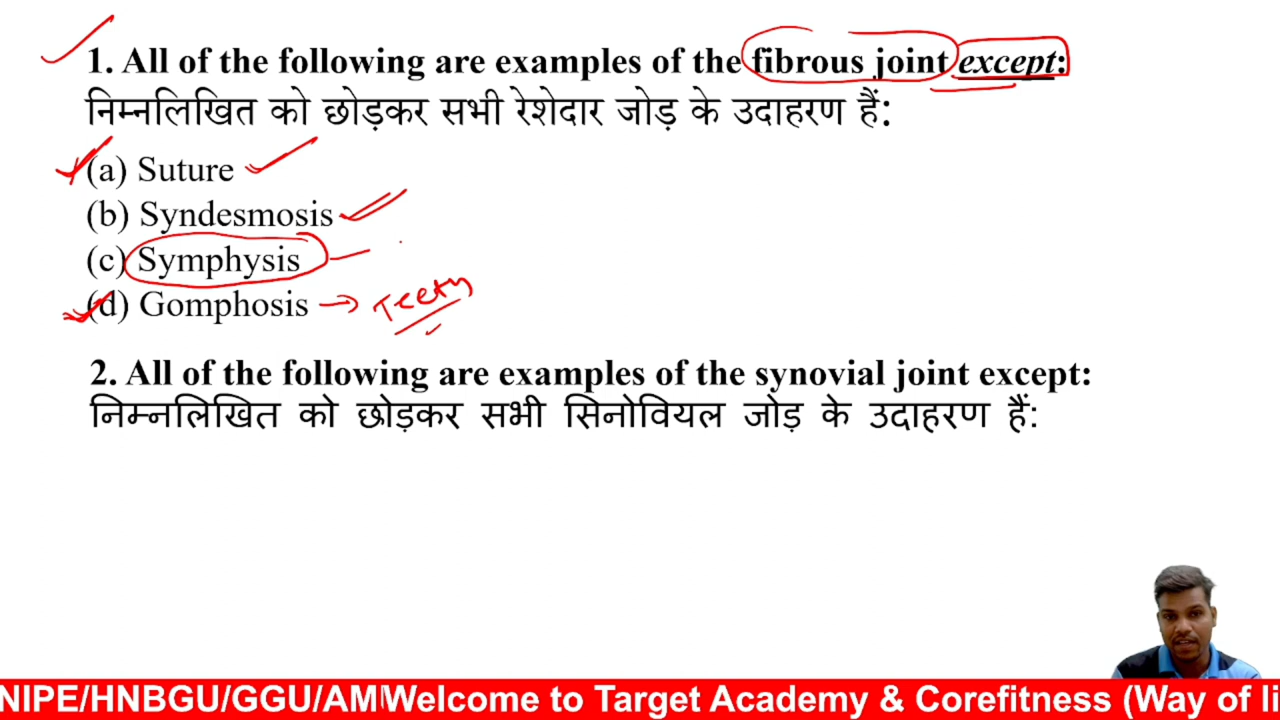 1. All of the following are examples of the fibrous joint except:
निम्नलिखित को छोड़कर सभी रेशेदार जोड़ के उदाहरण हैं:
(a) Suture
(b) Syndesmosis
(c) Symphysis
(d) Gomphosis → Teeth
2. All of the following are examples of the synovial joint except:
निम्नलिखित को छोड़कर सभी सिनोवियल जोड़ के उदाहरण हैं:
NIPE/HNBGU/GGU/AM Welcome to Target Academy & Corefitness (Way of li